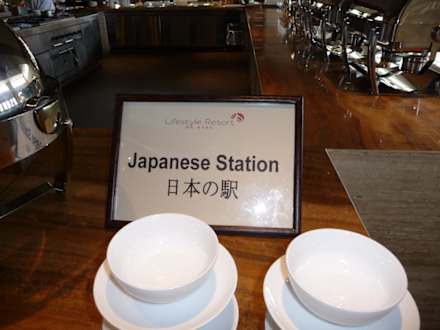 Lifestyle Resort
Japanese Station
日本の駅